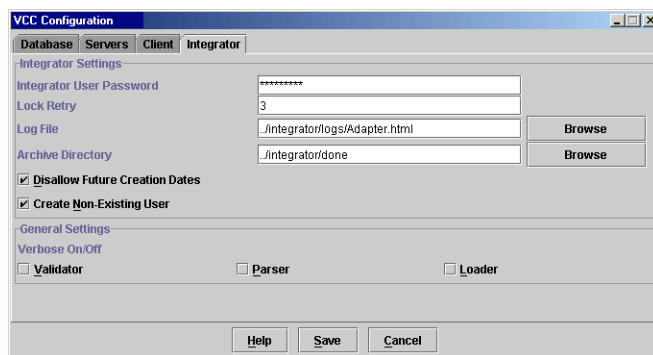 VCC Configuration
Database Servers Client Integrator
Integrator Settings
Integrator User Password *********
Lock Retry 3
Log File ../integrator/logs/Adapter.html Browse
Archive Directory ../integrator/done Browse
Disallow Future Creation Dates
Create Non-Existing User
General Settings
Verbose On/Off
Validator Parser Loader
Help Save Cancel